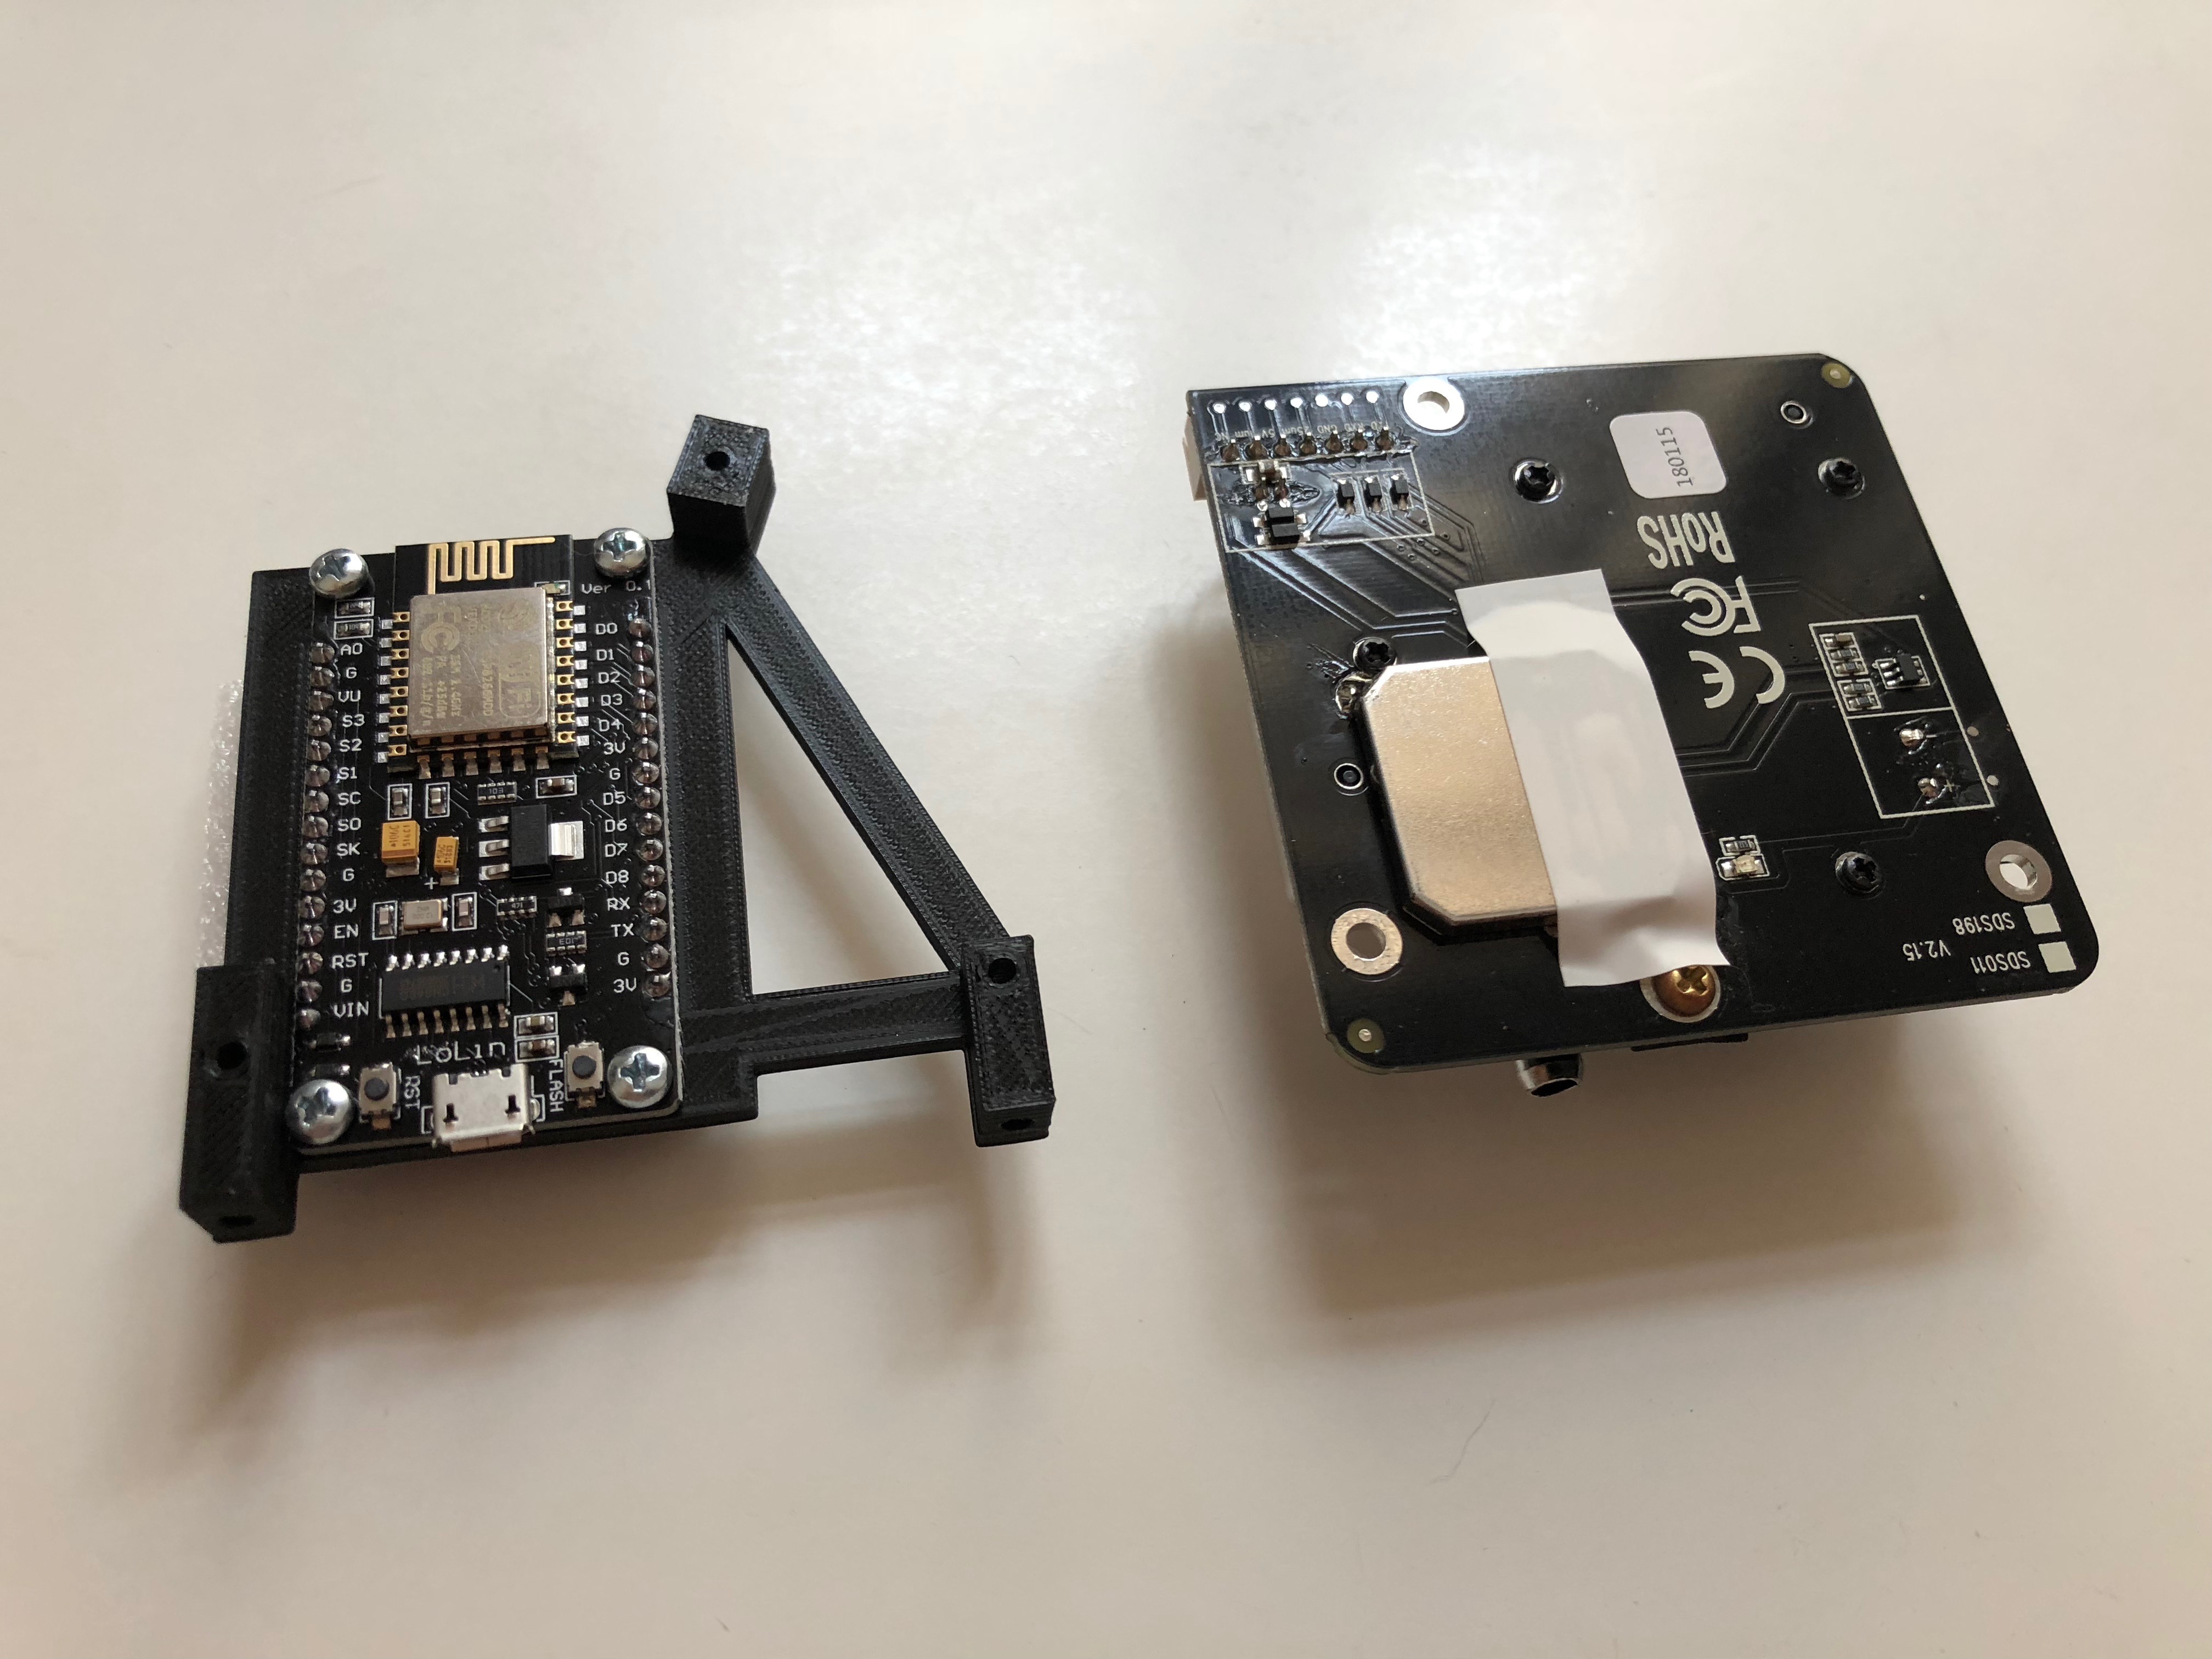 Ver 0.1
A0
G
VU
S3
S2
S1
SC
SO
SK
G
3V
EN
RST
G
VIN
D0
D1
D2
D3
D4
3V
G
D5
D6
D7
D8
RX
TX
G
3V
LoLin
RST
FLASH
180115
RoHS
FC
CE
SDS198
V2.15
SDS011
GND
5V